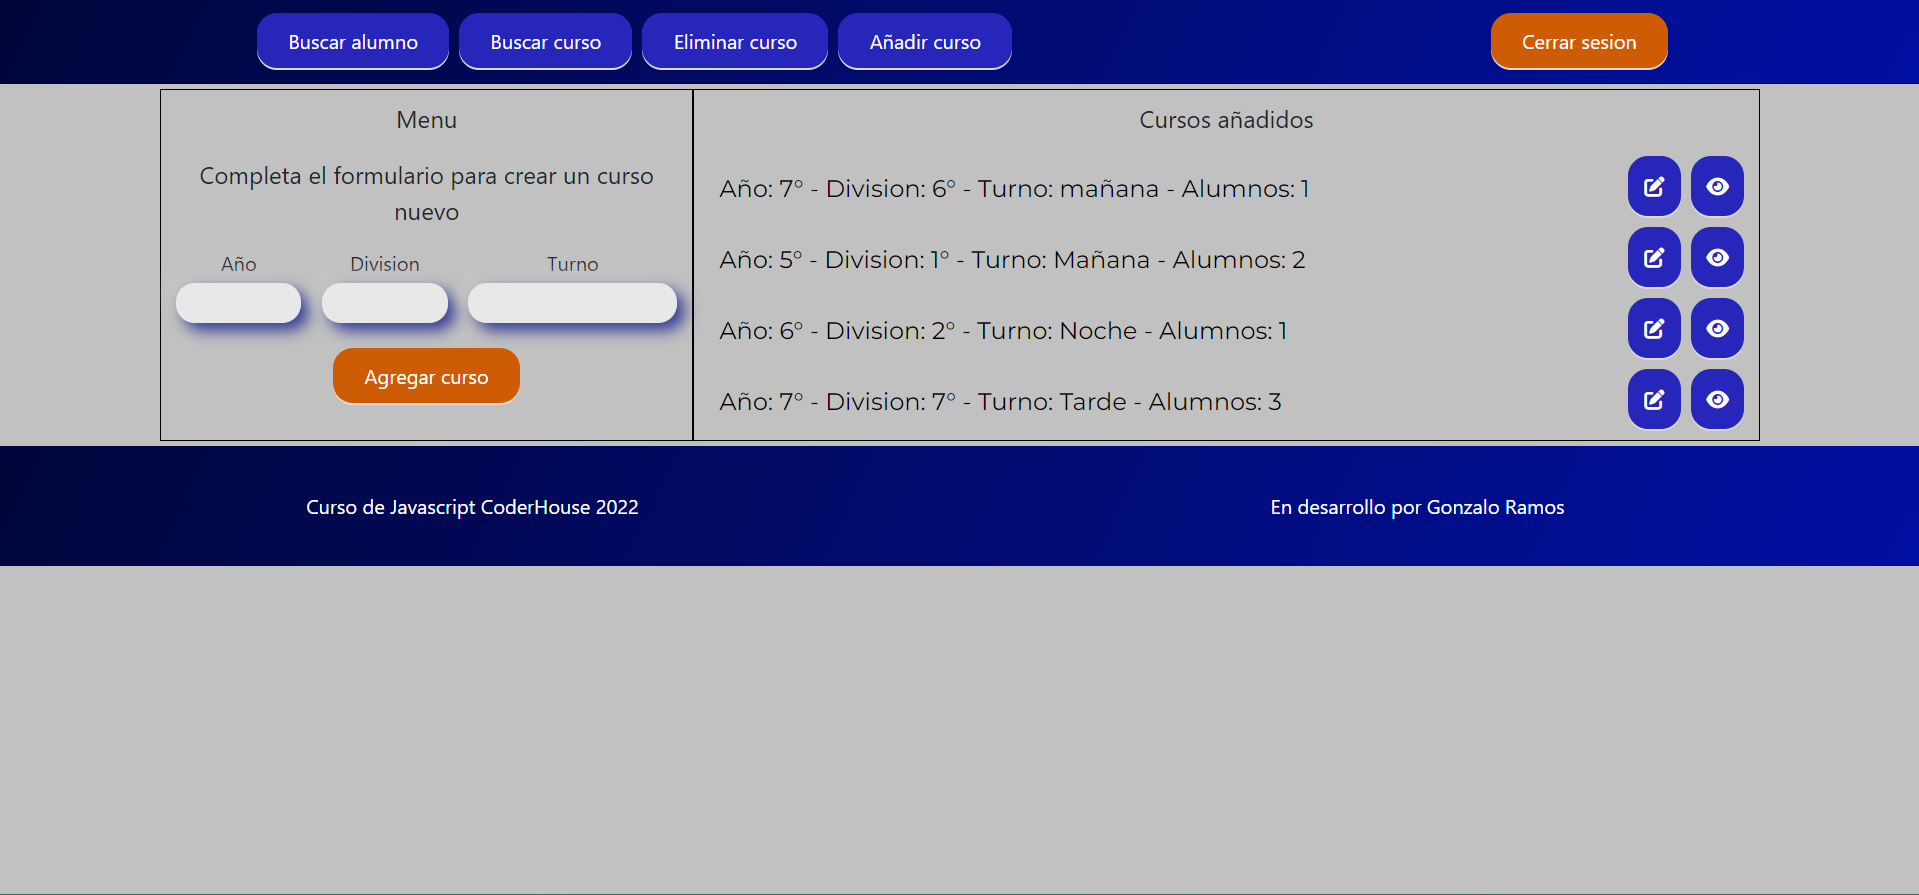 Buscar alumno
Buscar curso
Eliminar curso
Añadir curso
Cerrar sesion
Menu
Completa el formulario para crear un curso
nuevo
Año
Division
Turno
Agregar curso
Cursos añadidos
Año: 7° - Division: 6° - Turno: mañana - Alumnos: 1
Año: 5° - Division: 1° - Turno: Mañana - Alumnos: 2
Año: 6° - Division: 2° - Turno: Noche - Alumnos: 1
Año: 7° - Division: 7° - Turno: Tarde - Alumnos: 3
Curso de Javascript CoderHouse 2022
En desarrollo por Gonzalo Ramos